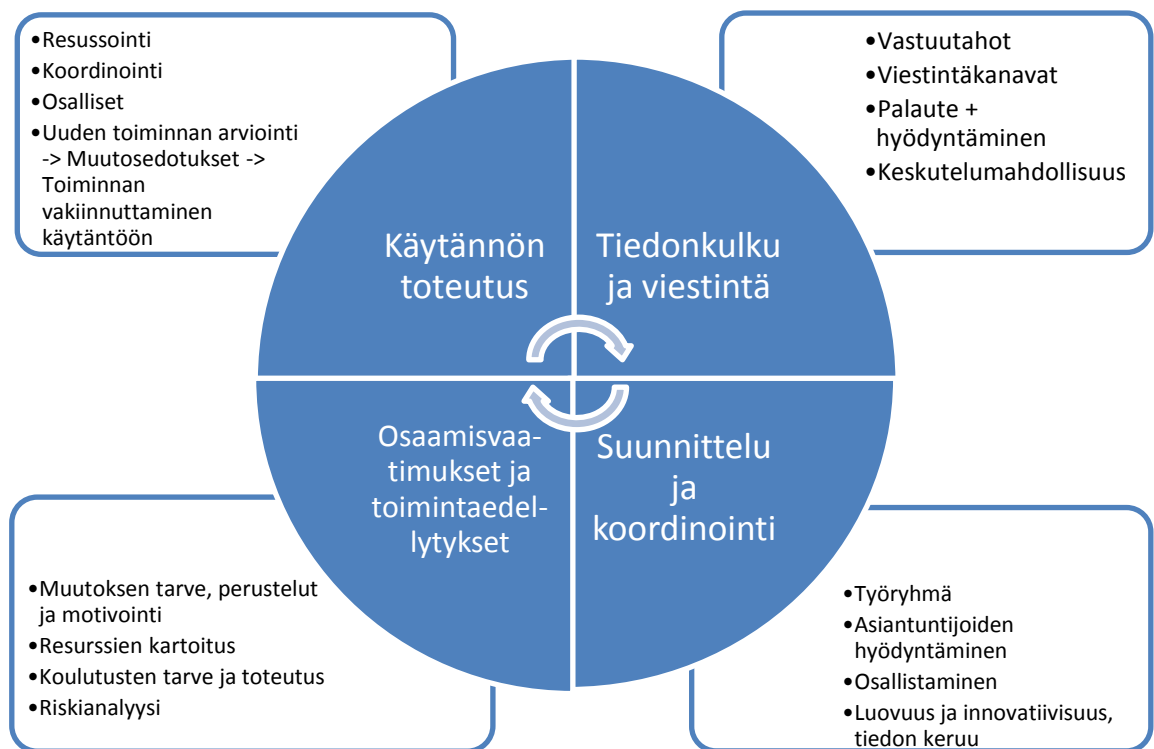 •Resussointi
•Koordinointi
•Osalliset
•Uuden toiminnan arviointi
-> Muutosedotukset ->
Toiminnan
vakiinnuttaminen
käytäntöön
•Vastuutahot
•Viestintäkanavat
•Palaute +
hyödyntäminen
•Keskutelumahdollisuus
Käytännön
toteutus
Tiedonkulku
ja viestintä
Osaamisvaa-
timukset ja
toimintaedel-
lytykset
Suunnittelu
ja
koordinointi
•Muutoksen tarve, perustelut
ja motivointi
•Resurssien kartoitus
•Koulutusten tarve ja toteutus
•Riskianalyysi
•Työryhmä
•Asiantuntijoiden
hyödyntäminen
•Osallistaminen
•Luovuus ja innovatiivisuus,
tiedon keruu